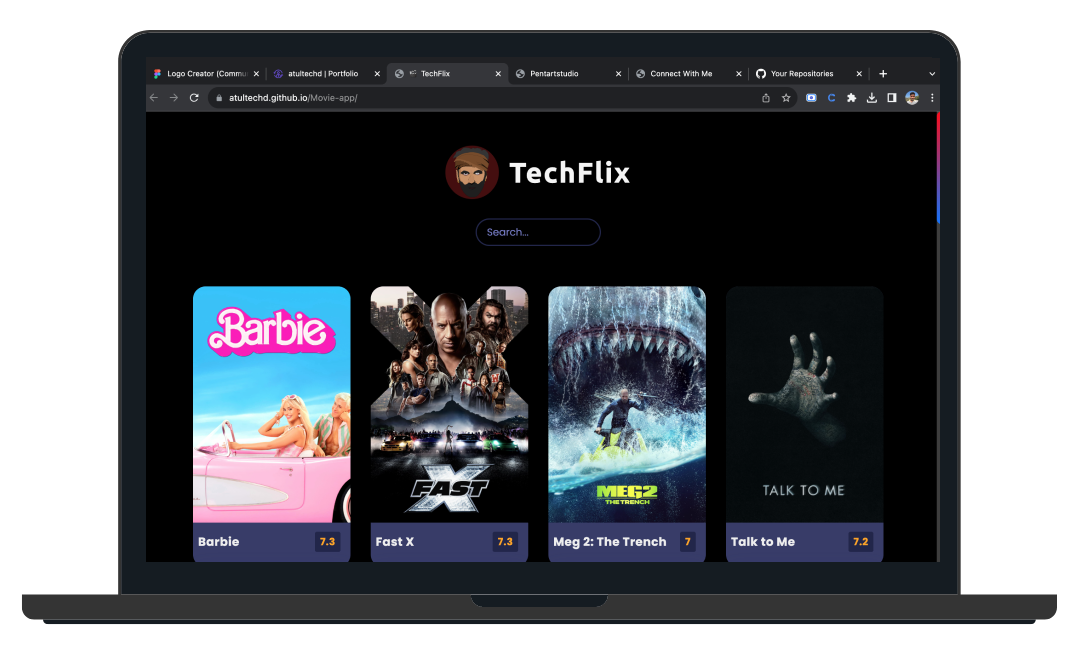 Logo Creator (Commu
atultechd | Portfolio
TechFlix
Pentartstudio
Connect With Me
Your Repositories
atultechd.github.io/Movie-app/
TechFlix
Search...
Barbie
FAST X
MEG2
THE TRENCH
TALK TO ME
Barbie 7.3
Fast X 7.3
Meg 2: The Trench 7
Talk to Me 7.2